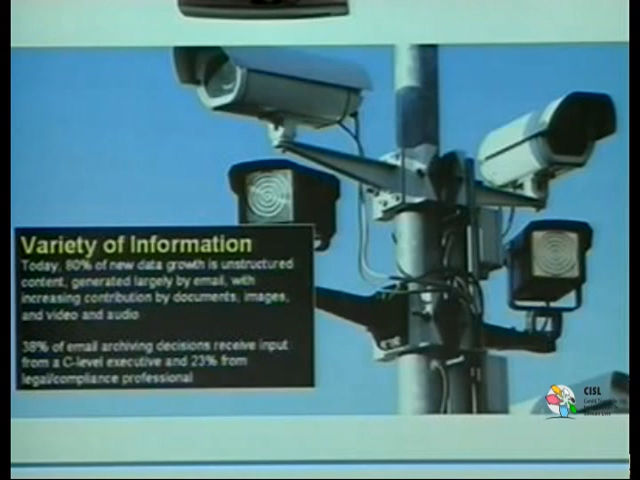 Variety of Information
Today, 80% of new data growth is unstructured
content, generated largely by email, with
increasing contribution by documents, images,
and video and audio
38% of email archiving decisions receive input
from a C-level executive and 23% from
legal/compliance professional
CISL